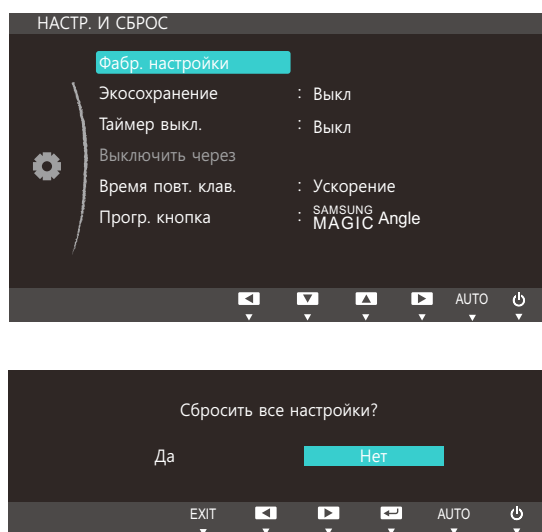 НАСТР. И СБРОС
Фабр. настройки
Экосохранение : Выкл
Таймер выкл. : Выкл
Выключить через
Время повт. клав. : Ускорение
Прогр. кнопка : SAMSUNG MAGIC Angle
AUTO
Сбросить все настройки?
Да Нет
EXIT AUTO